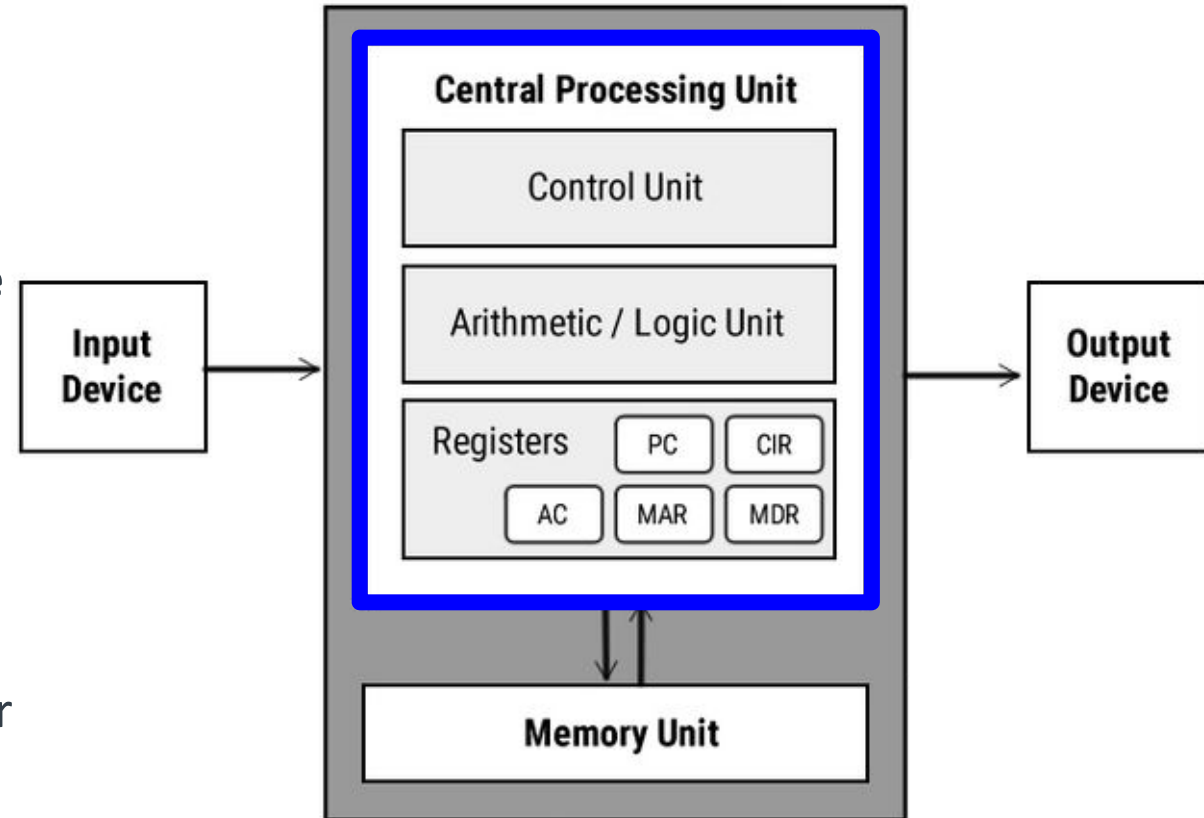 Central Processing Unit
Control Unit
e
Arithmetic / Logic Unit
Input
Device
Output
Device
Registers
PC
CIR
AC
MAR
MDR
r
Memory Unit